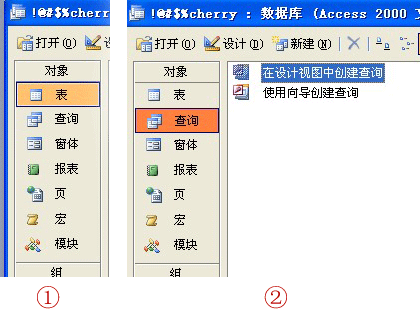 !@#$%cherry
打开(O)
对象
表
查询
窗体
报表
页
宏
模块
组
①
!@#$%cherry : 数据库 (Access 2000
打开(O) 设计(D) 新建(N)
对象
表
查询
窗体
报表
页
宏
模块
组
在设计视图中创建查询
使用向导创建查询
②